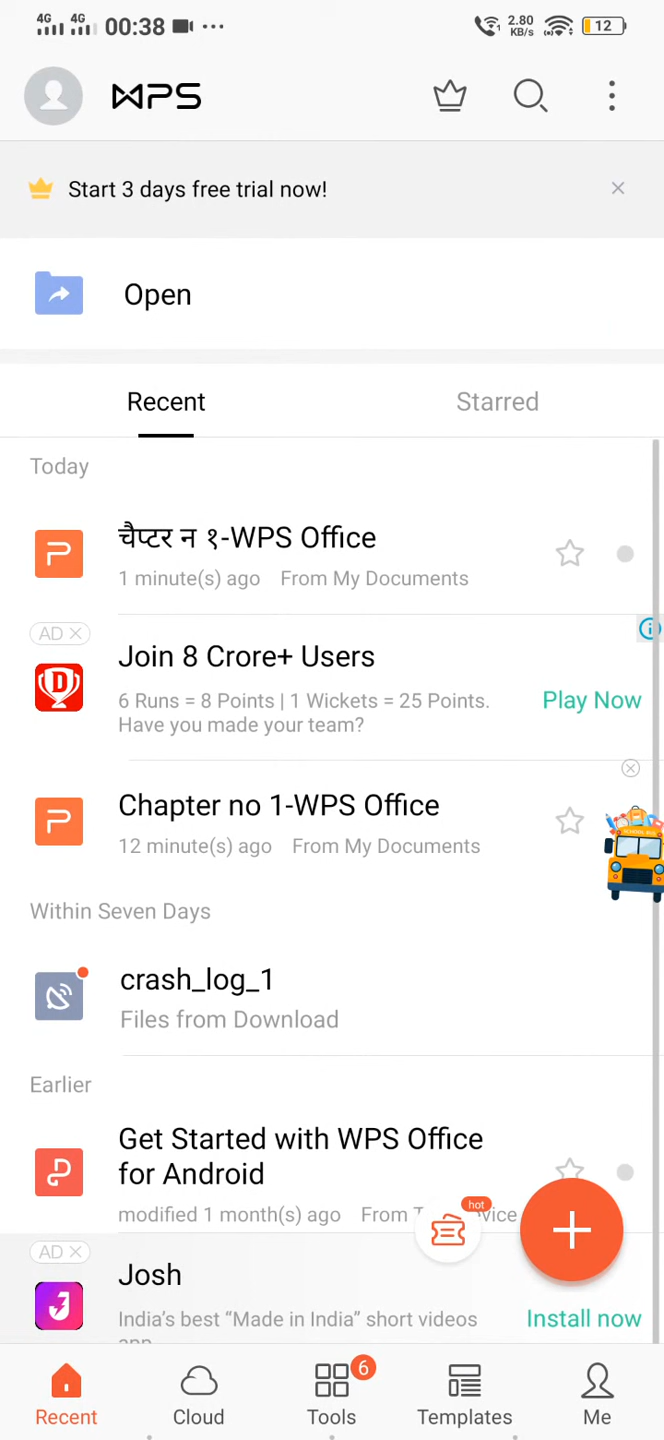 4G 4G 00:38 ••• 2.80 KB/s 12
WPS
Start 3 days free trial now!
Open
Recent Starred
Today
चैप्टर न १-WPS Office
1 minute(s) ago From My Documents
AD
Join 8 Crore+ Users
6 Runs = 8 Points | 1 Wickets = 25 Points.
Have you made your team?
Play Now
Chapter no 1-WPS Office
12 minute(s) ago From My Documents
Within Seven Days
crash_log_1
Files from Download
Earlier
Get Started with WPS Office
for Android
modified 1 month(s) ago From
hot
AD
Josh
India's best “Made in India” short videos
Install now
6
Recent Cloud Tools Templates Me